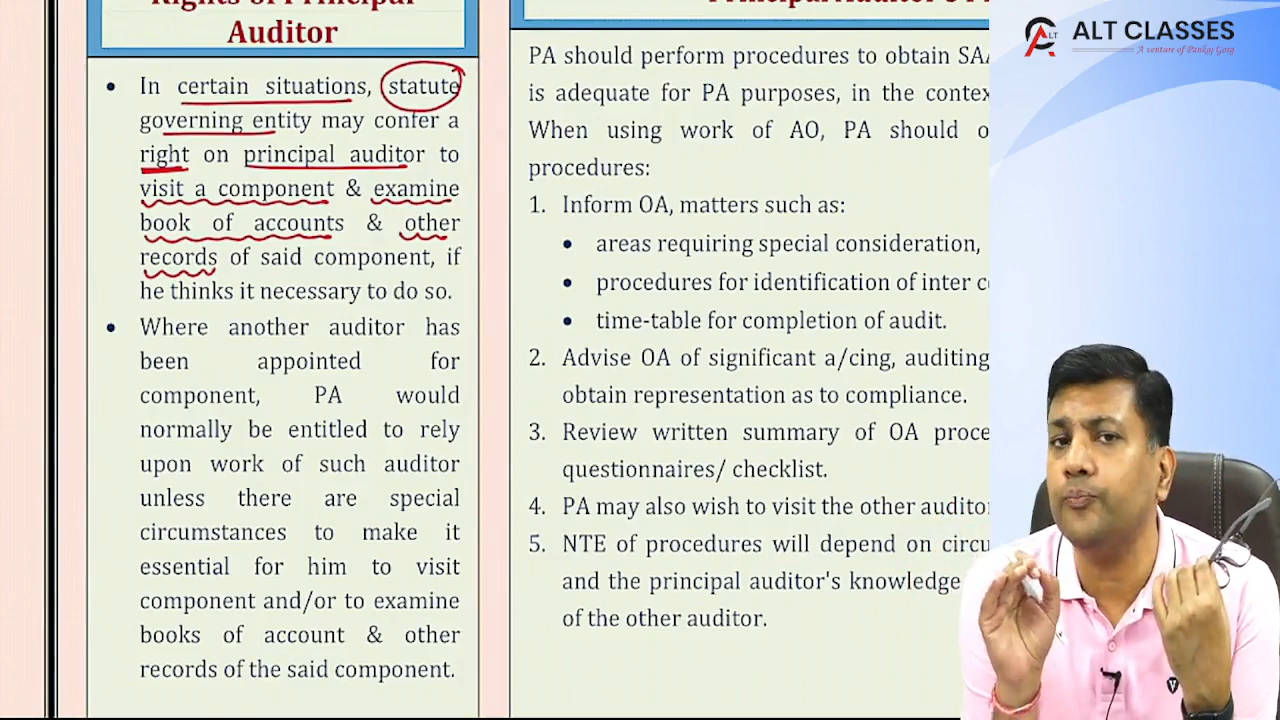 Rights of Principal
Auditor
• In certain situations, statute
governing entity may confer a
right on principal auditor to
visit a component & examine
book of accounts & other
records of said component, if
he thinks it necessary to do so.
• Where another auditor has
been appointed for
component, PA would
normally be entitled to rely
upon work of such auditor
unless there are special
circumstances to make it
essential for him to visit
component and/or to examine
books of account & other
records of the said component.
PA should perform procedures to obtain
is adequate for PA purposes, in the
When using work of AO, PA should
procedures:
1. Inform OA, matters such as:
• areas requiring special consideration,
• procedures for identification of inter
• time-table for completion of audit.
2. Advise OA of significant a/cing, auditing
obtain representation as to compliance.
3. Review written summary of OA
questionnaires/ checklist.
4. PA may also wish to visit the other
5. NTE of procedures will depend on
and the principal auditor's knowledge
of the other auditor.
ALT
ALT CLASSES
A venture of Pankaj Garg